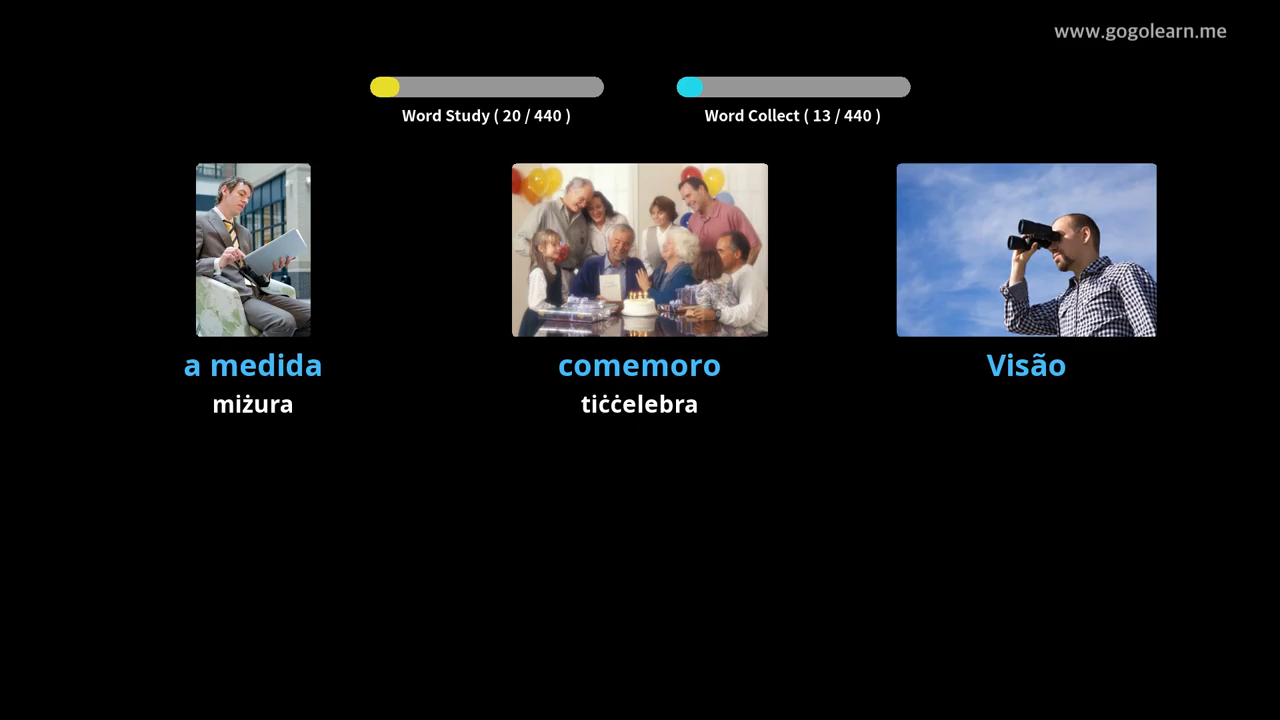 www.gogolearn.me
Word Study ( 20 / 440 )
Word Collect ( 13 / 440 )
a medida
miżura
comemoro
tiċċelebra
Visão